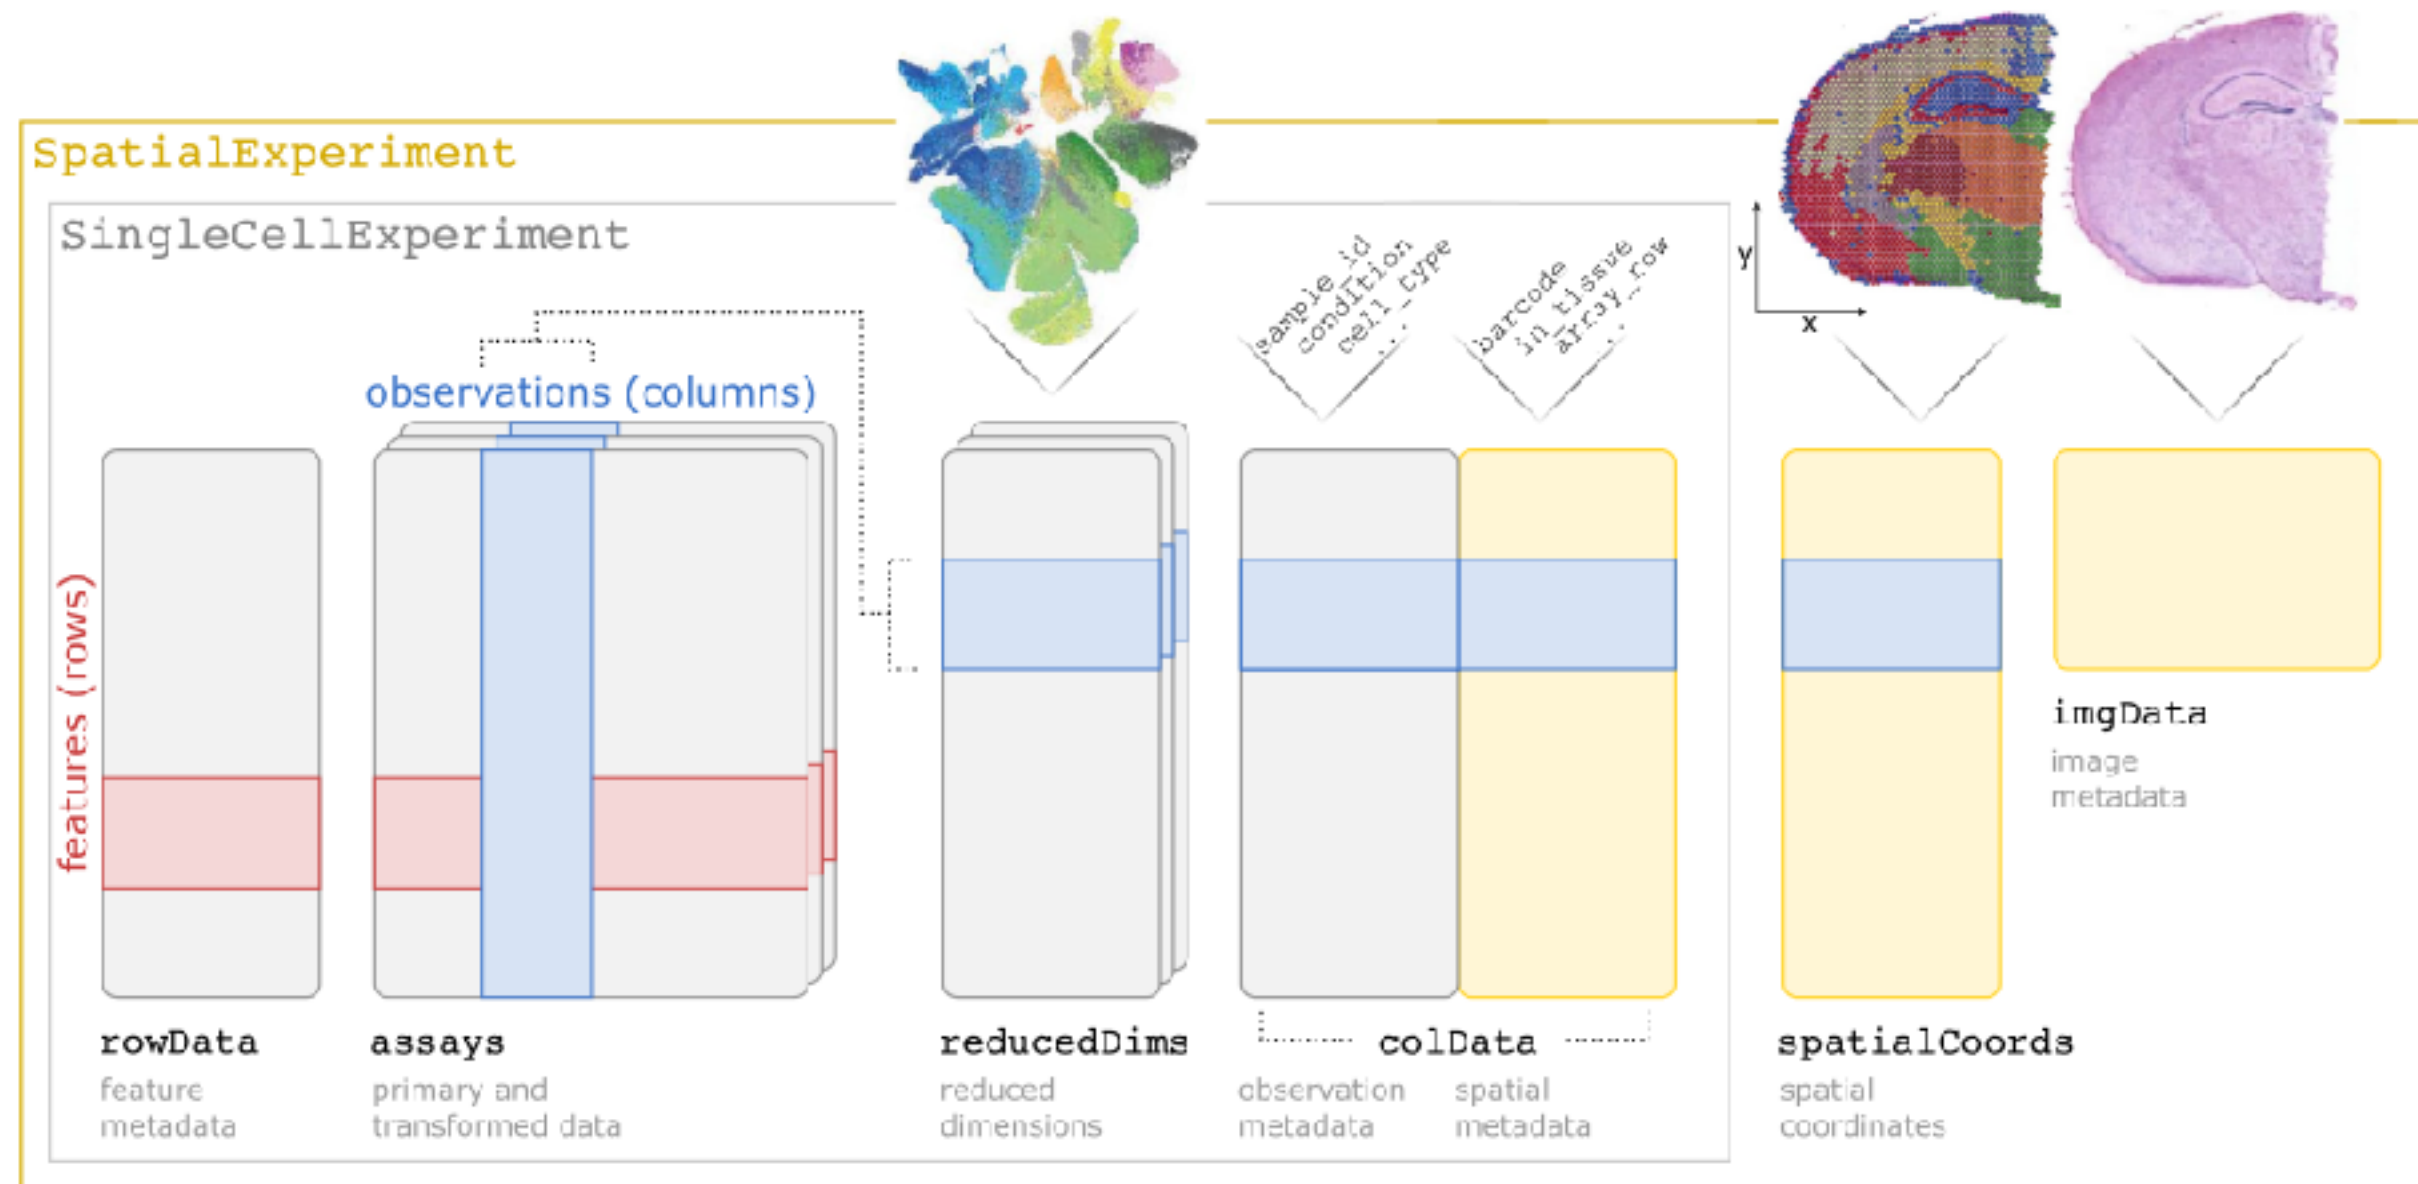 SpatialExperiment
SingleCellExperiment
sample_id
condition
cell_type
..
barcode
in_tissue
array_row
..
y
x
observations (columns)
features (rows)
rowData
feature
metadata
assays
primary and
transformed data
reducedDims
reduced
dimensions
colData
observation
metadata
spatial
metadata
spatialCoords
spatial
coordinates
imgData
image
metadata